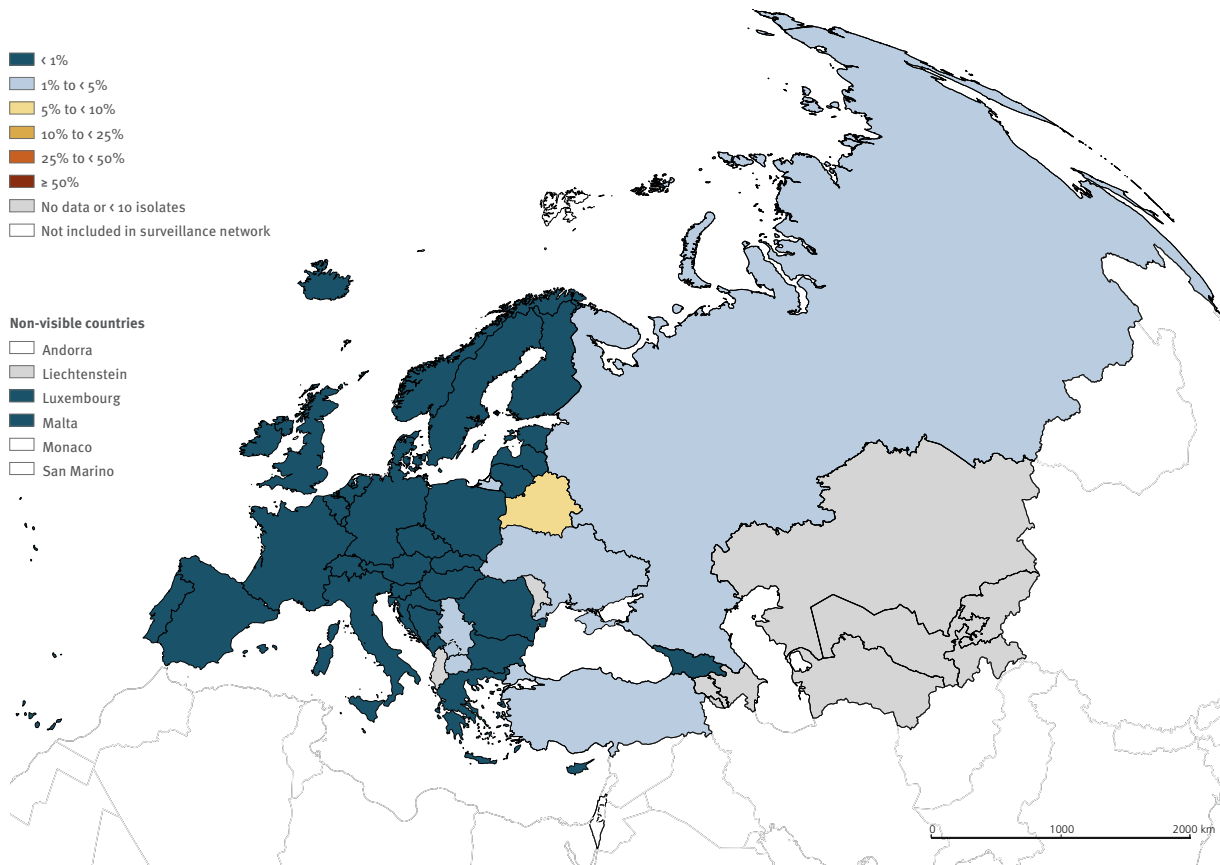 < 1%
1% to < 5%
5% to < 10%
10% to < 25%
25% to < 50%
≥ 50%
No data or < 10 isolates
Not included in surveillance network
Non-visible countries
Andorra
Liechtenstein
Luxembourg
Malta
Monaco
San Marino
0 1000 2000 km